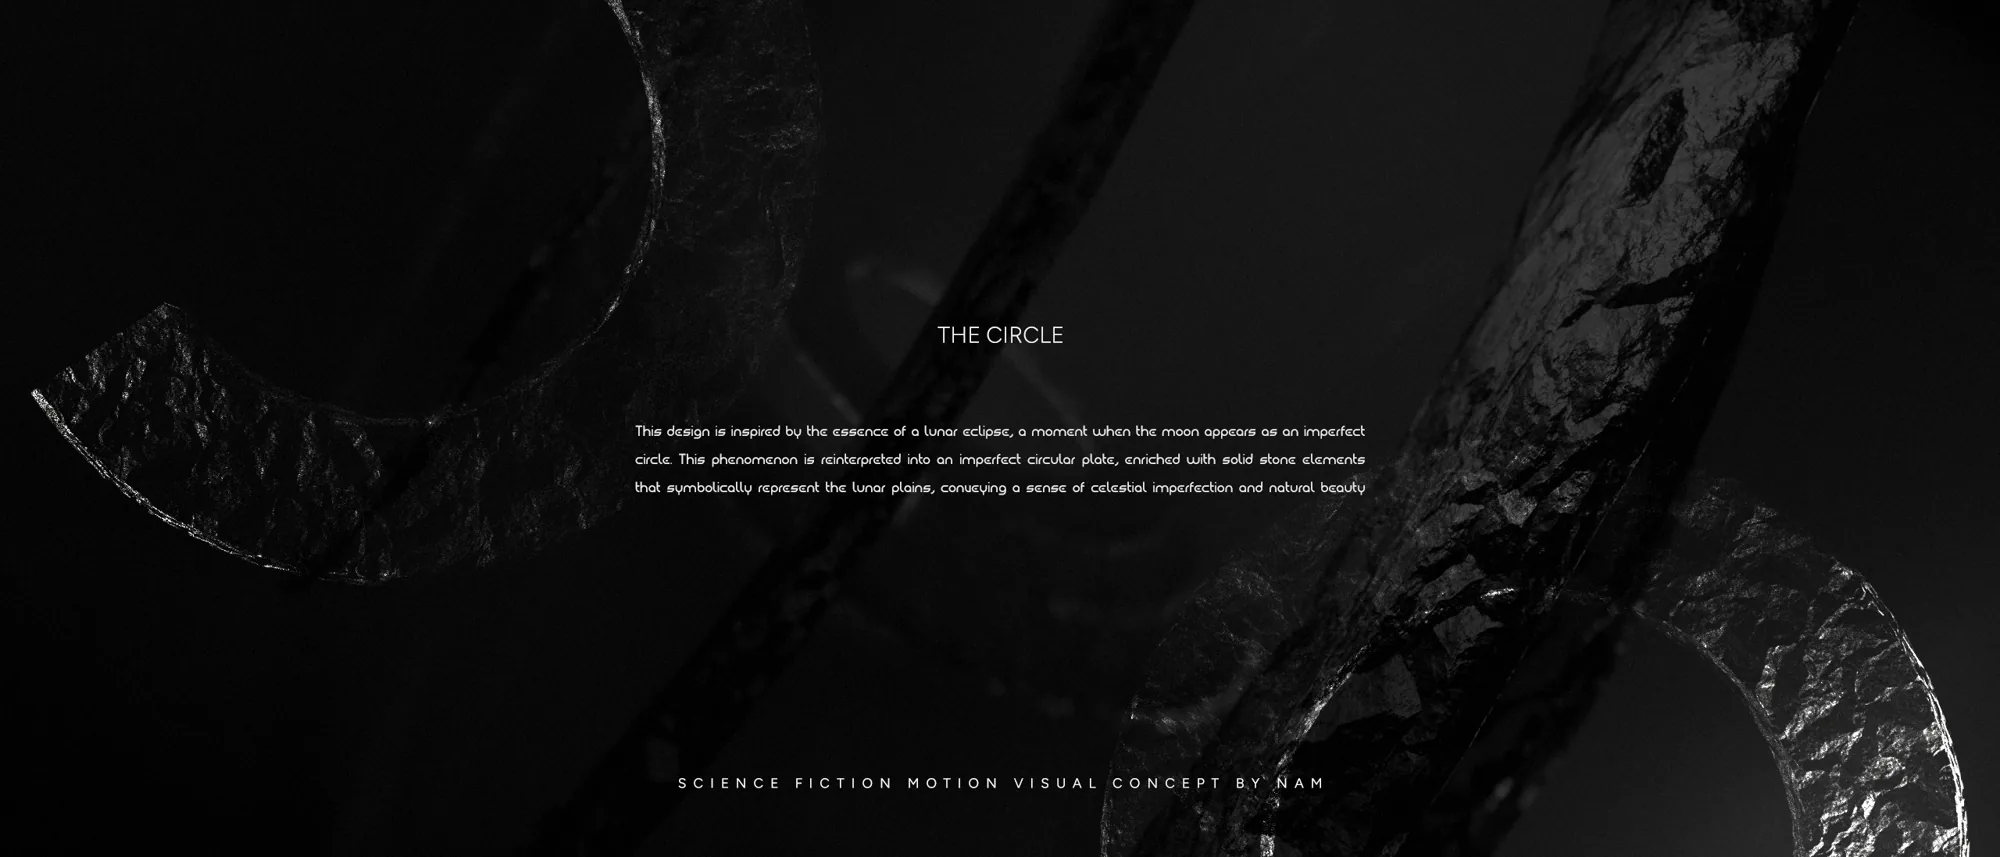 THE CIRCLE
This design is inspired by the essence of a lunar eclipse, a moment when the moon appears as an imperfect
circle. This phenomenon is reinterpreted into an imperfect circular plate, enriched with solid stone elements
that symbolically represent the lunar plains, conveying a sense of celestial imperfection and natural beauty
SCIENCE FICTION MOTION VISUAL CONCEPT BY NAM